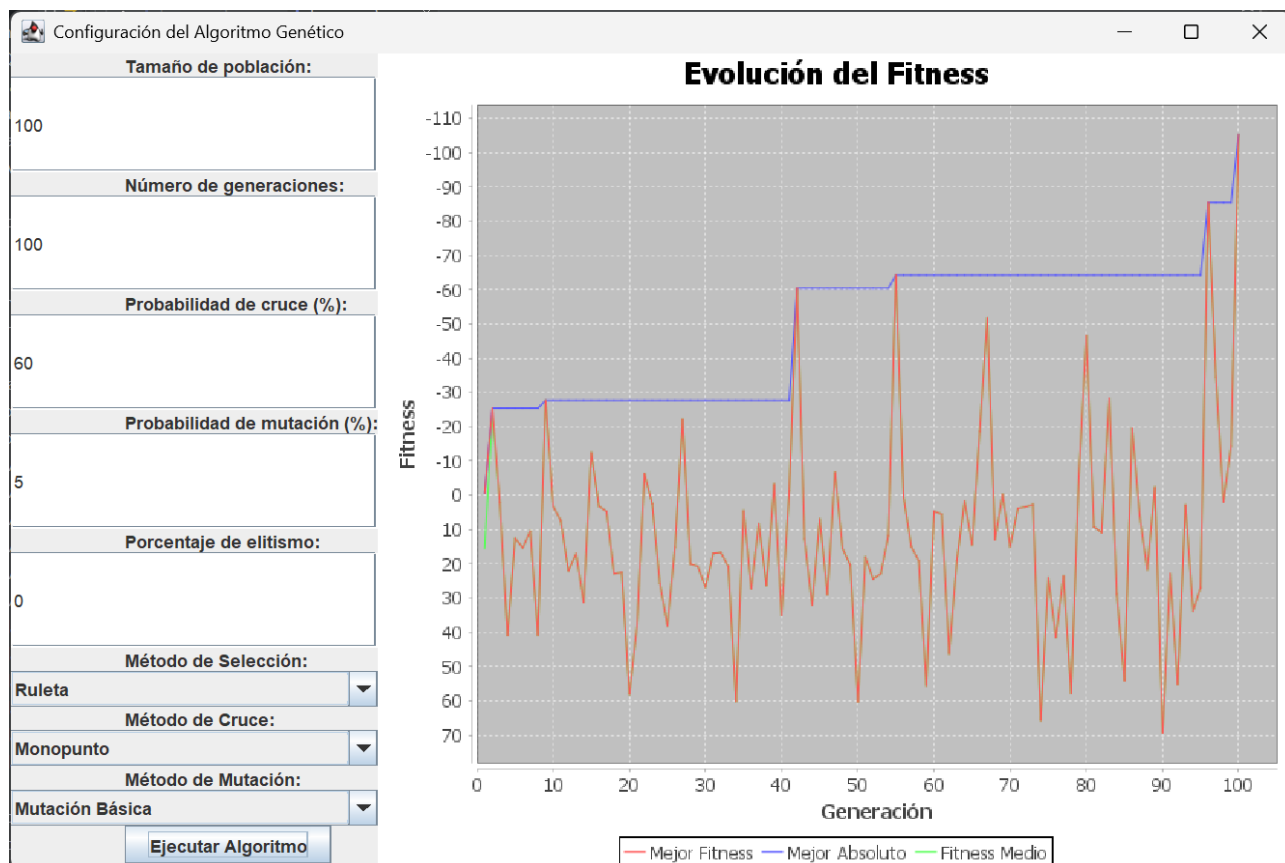 Configuración del Algoritmo Genético
Tamaño de población:
100
Número de generaciones:
100
Probabilidad de cruce (%):
60
Probabilidad de mutación (%):
5
Porcentaje de elitismo:
0
Método de Selección:
Ruleta
Método de Cruce:
Monopunto
Método de Mutación:
Mutación Básica
Ejecutar Algoritmo
Evolución del Fitness
Fitness
-110
-100
-90
-80
-70
-60
-50
-40
-30
-20
-10
0
10
20
30
40
50
60
70
0 10 20 30 40 50 60 70 80 90 100
Generación
Mejor Fitness Mejor Absoluto Fitness Medio